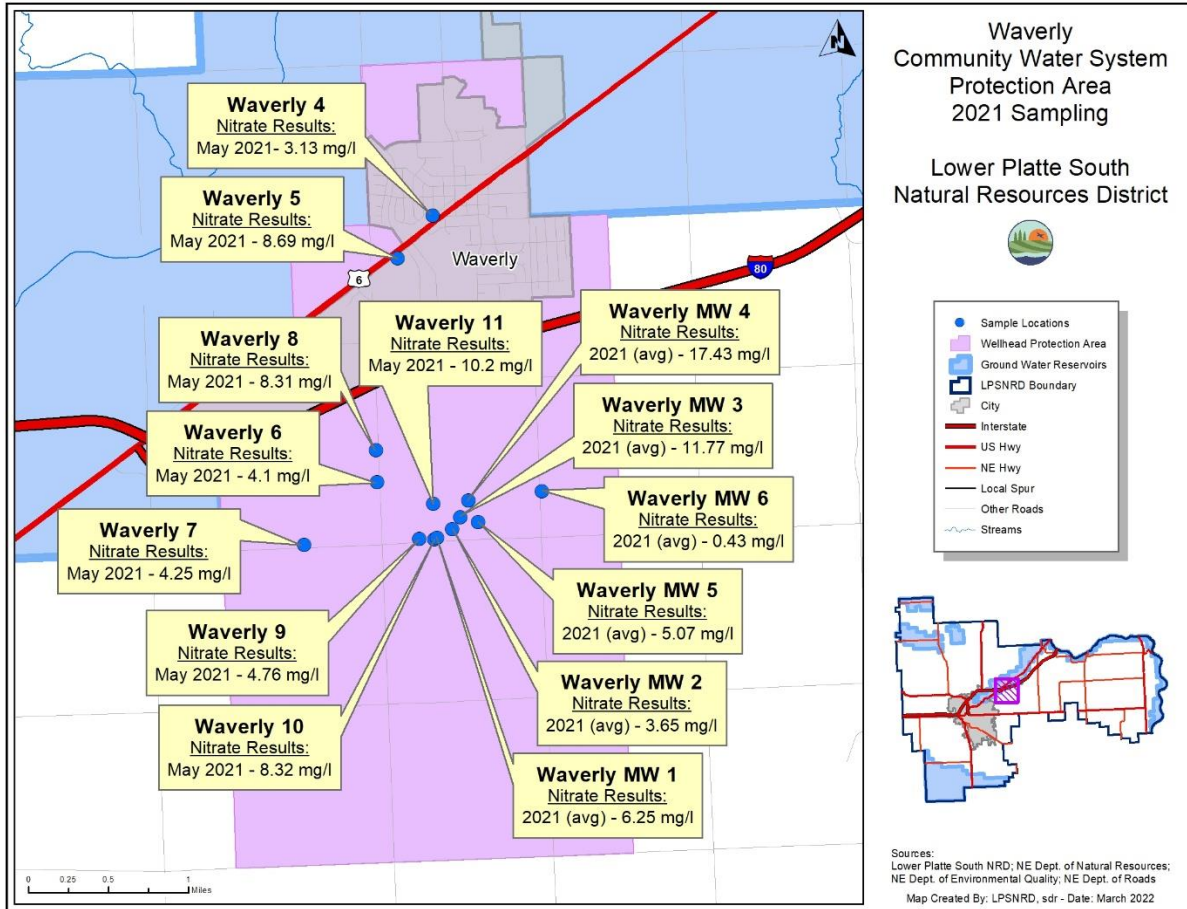 Waverly
Community Water System
Protection Area
2021 Sampling
Lower Platte South
Natural Resources District
N
Waverly 4
Nitrate Results:
May 2021- 3.13 mg/l
Waverly 5
Nitrate Results:
May 2021 - 8.69 mg/l
Waverly
80
6
Waverly 11
Nitrate Results:
May 2021 - 10.2 mg/l
Waverly MW 4
Nitrate Results:
2021 (avg) - 17.43 mg/l
Waverly 8
Nitrate Results:
May 2021 - 8.31 mg/l
Waverly MW 3
Nitrate Results:
2021 (avg) - 11.77 mg/l
Waverly 6
Nitrate Results:
May 2021 - 4.1 mg/l
Waverly MW 6
Nitrate Results:
2021 (avg) - 0.43 mg/l
Waverly 7
Nitrate Results:
May 2021 - 4.25 mg/l
Waverly MW 5
Nitrate Results:
2021 (avg) - 5.07 mg/l
Waverly 9
Nitrate Results:
May 2021 - 4.76 mg/l
Waverly MW 2
Nitrate Results:
2021 (avg) - 3.65 mg/l
Waverly 10
Nitrate Results:
May 2021 - 8.32 mg/l
Waverly MW 1
Nitrate Results:
2021 (avg) - 6.25 mg/l
0 0.25 0.5 1
Miles
Sample Locations
Wellhead Protection Area
Ground Water Reservoirs
LPSNRD Boundary
City
Interstate
US Hwy
NE Hwy
Local Spur
Other Roads
Streams
Sources:
Lower Platte South NRD; NE Dept. of Natural Resources;
NE Dept. of Environmental Quality; NE Dept. of Roads
Map Created By: LPSNRD, sdr - Date: March 2022